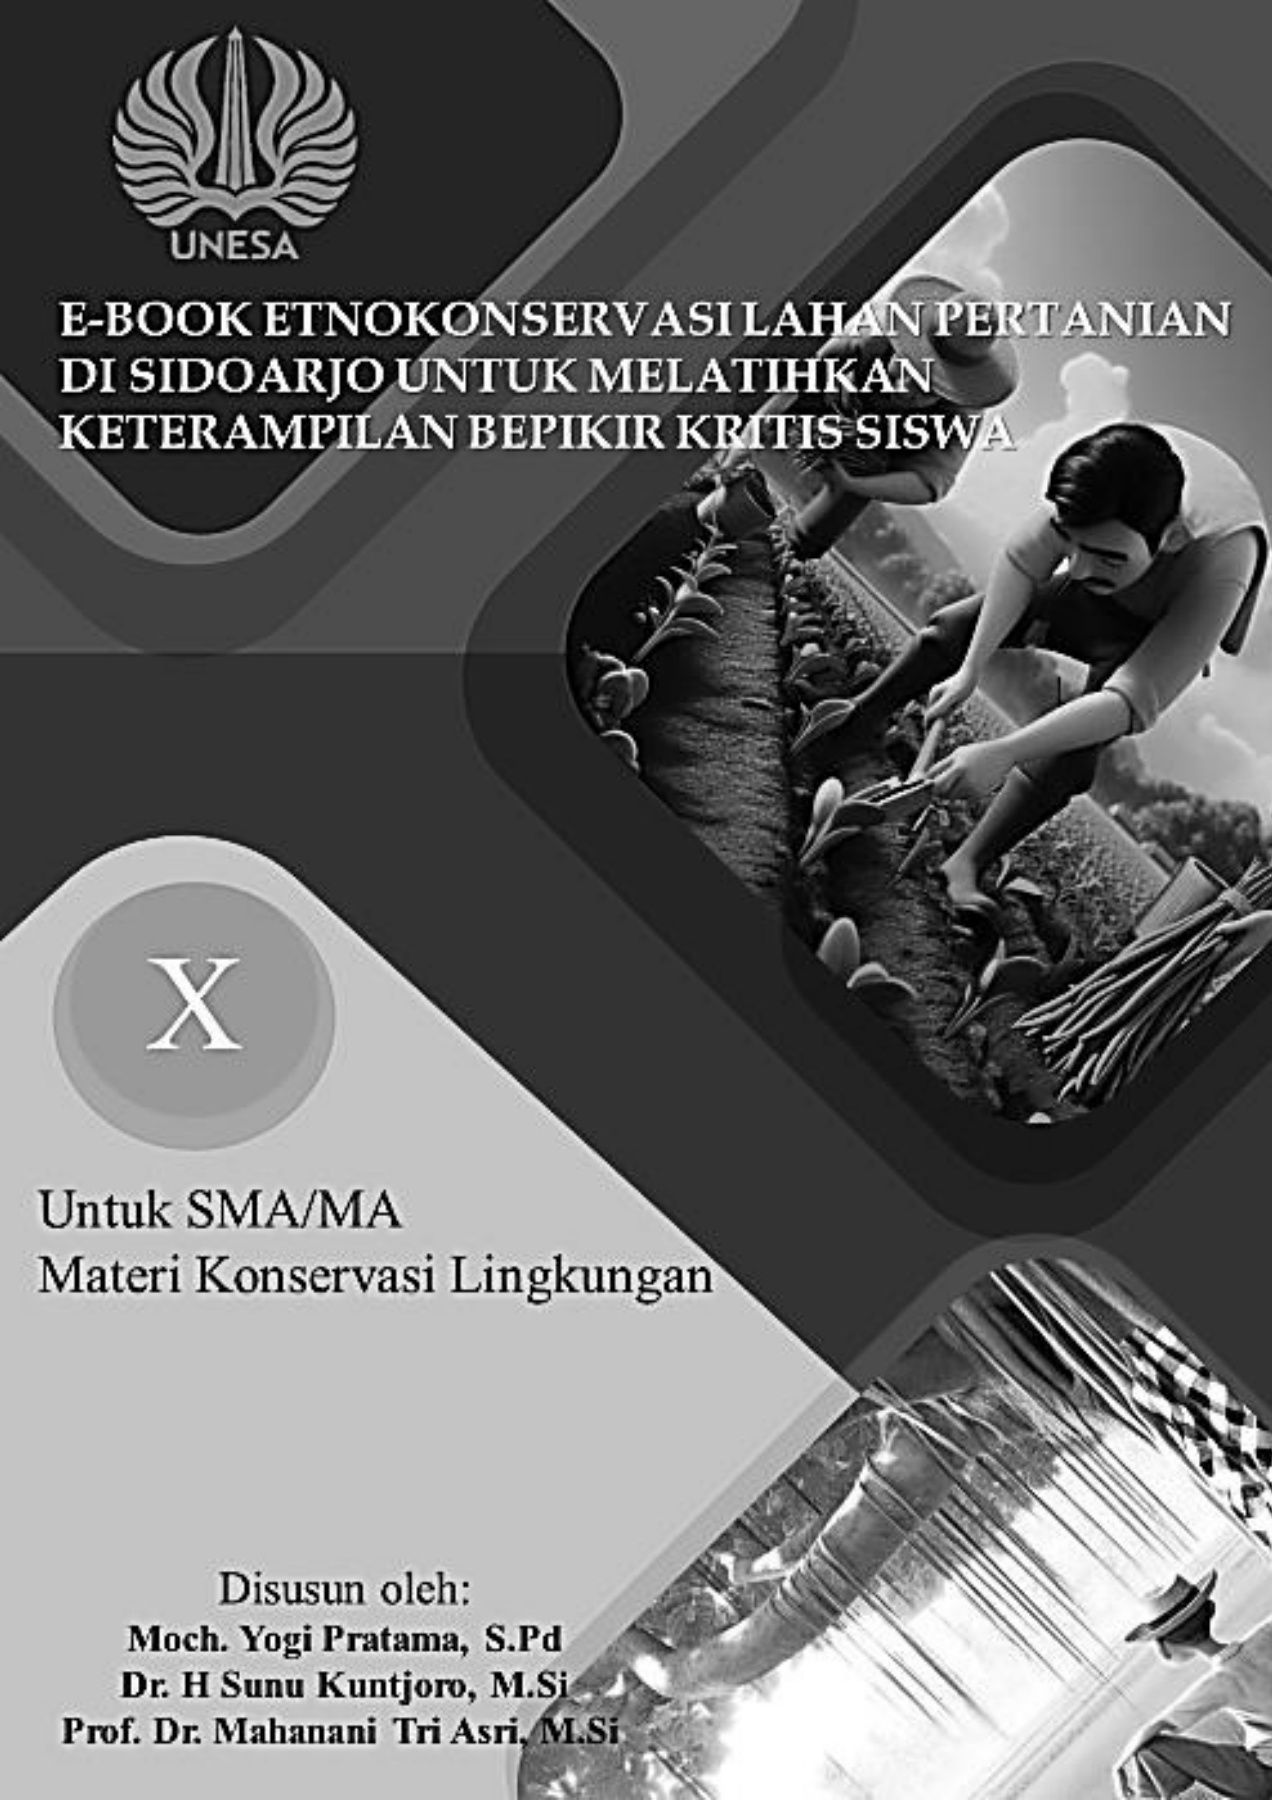 UNESA
E-BOOK ETNOKONSERVASI LAHAN PERTANIAN
DI SIDOARJO UNTUK MELATIHKAN
KETERAMPILAN BEPIKIR KRITIS SISWA
X
Untuk SMA/MA
Materi Konservasi Lingkungan
Disusun oleh:
Moch. Yogi Pratama, S.Pd
Dr. H Sunu Kuntjoro, M.Si
Prof. Dr. Mahanani Tri Asri, M.Si